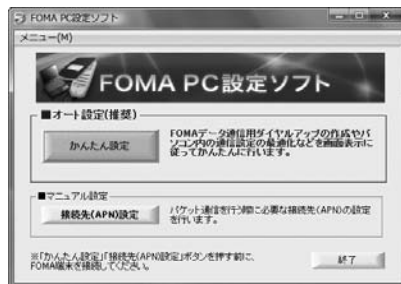 FOMA PC設定ソフト
メニュー(M)
FOMA PC設定ソフト
■オート設定(推奨)
かんたん設定
FOMAデータ通信用ダイヤルアップの作成やパ
ソコン内の通信設定の最適化などを画面表示に
従ってかんたんに行います。
■マニュアル設定
接続先(APN)設定
パケット通信を行う際に必要な接続先(APN)の設定
を行います。
※「かんたん設定」「接続先(APN)設定」ボタンを押す前に、
FOMA端末を接続してください。
終了